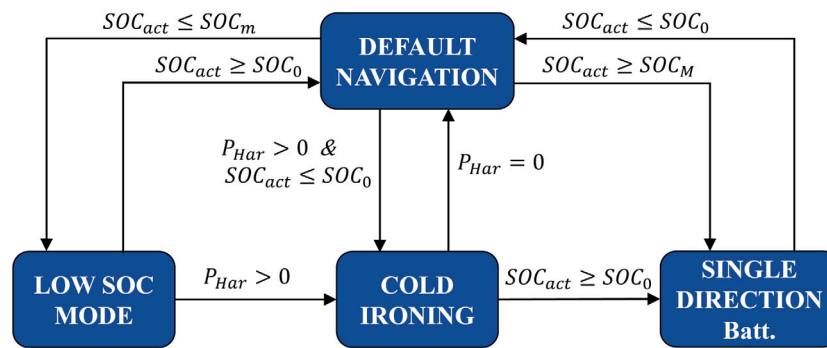 SOC_act ≤ SOC_m
DEFAULT
NAVIGATION
SOC_act ≤ SOC_0
SOC_act ≥ SOC_0
SOC_act ≥ SOC_M
P_Har > 0 &
SOC_act ≤ SOC_0
P_Har = 0
LOW SOC
MODE
P_Har > 0
COLD
IRONING
SOC_act ≥ SOC_0
SINGLE
DIRECTION
Batt.